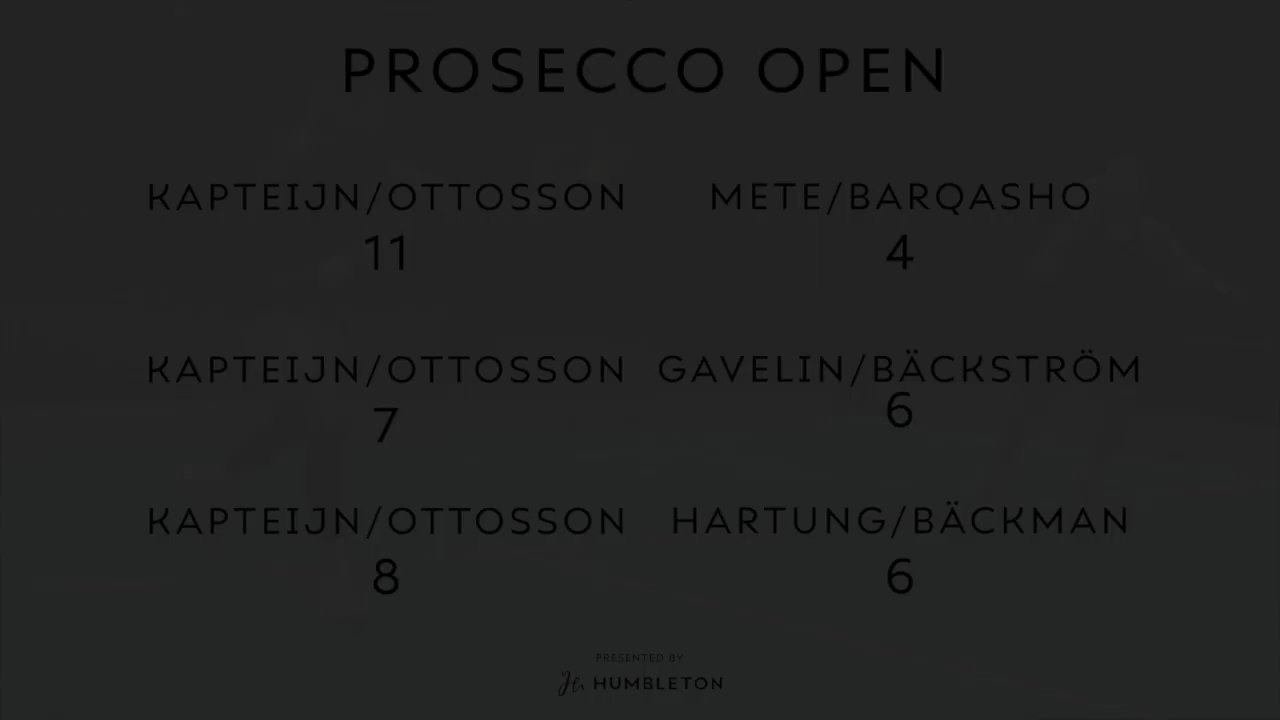 PROSECCO OPEN
KAPTEIJN/OTTOSSON METE/BARQASHO
11 4
KAPTEIJN/OTTOSSON GAVELIN/BÄCKSTRÖM
7 6
KAPTEIJN/OTTOSSON HARTUNG/BÄCKMAN
8 6
PRESENTED BY
HUMBLETON